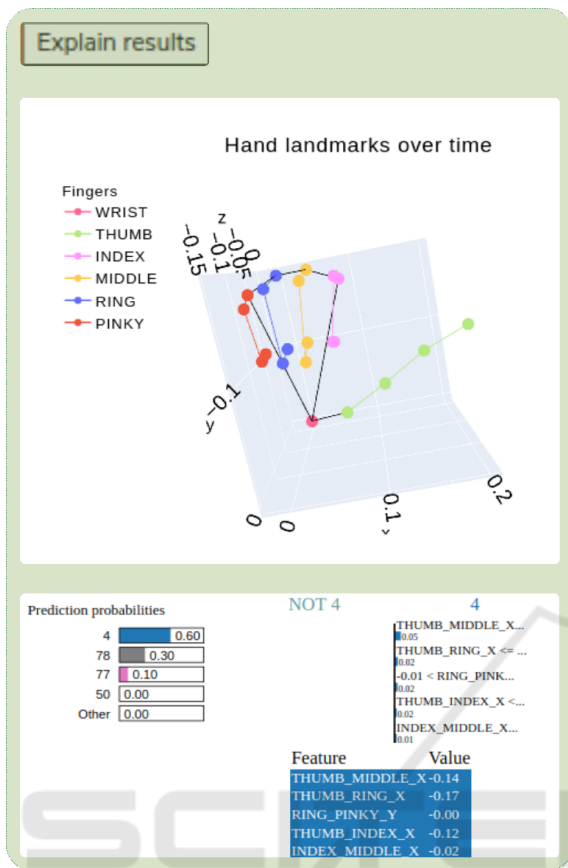 Explain results
Hand landmarks over time
Fingers
WRIST
THUMB
INDEX
MIDDLE
RING
PINKY
z
−0.15
−0.1
−0.05
0
−0.1
y
0
0
0.1
0.2
Prediction probabilities
4 0.60
78 0.30
77 0.10
50 0.00
Other 0.00
NOT 4 4
THUMB_MIDDLE_X...
0.05
THUMB_RING_X <= ...
0.02
-0.01 < RING_PINK...
0.02
THUMB_INDEX_X <...
0.02
INDEX_MIDDLE_X...
0.01
Feature Value
THUMB_MIDDLE_X -0.14
THUMB_RING_X -0.17
RING_PINKY_Y -0.00
THUMB_INDEX_X -0.12
INDEX_MIDDLE_X -0.02